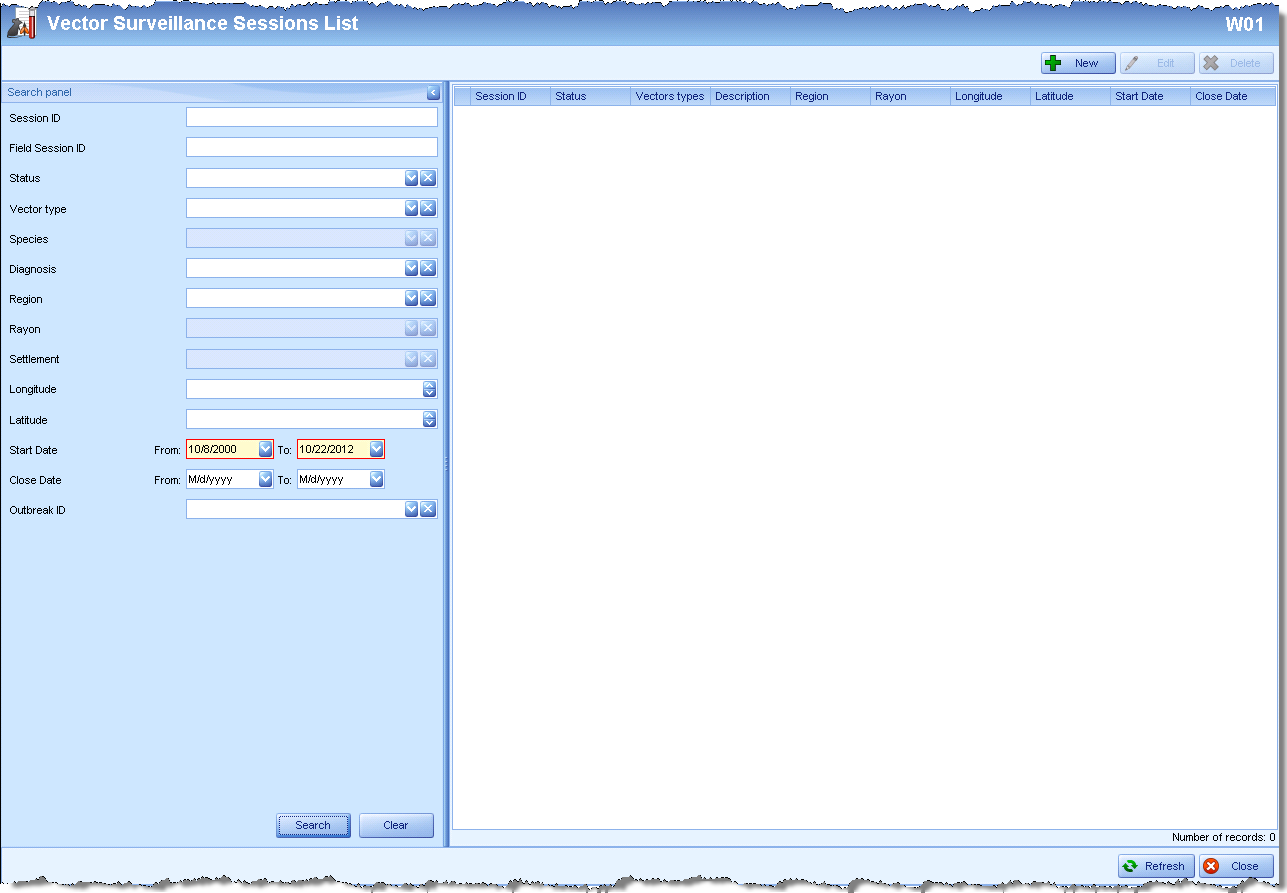 Vector Surveillance Sessions List
W01
New
Edit
Delete
Search panel
Session ID
Field Session ID
Status
Vector type
Species
Diagnosis
Region
Rayon
Settlement
Longitude
Latitude
Start Date From: 10/8/2000 To: 10/22/2012
Close Date From: M/d/yyyy To: M/d/yyyy
Outbreak ID
Search
Clear
Session ID Status Vectors types Description Region Rayon Longitude Latitude Start Date Close Date
Number of records: 0
Refresh
Close